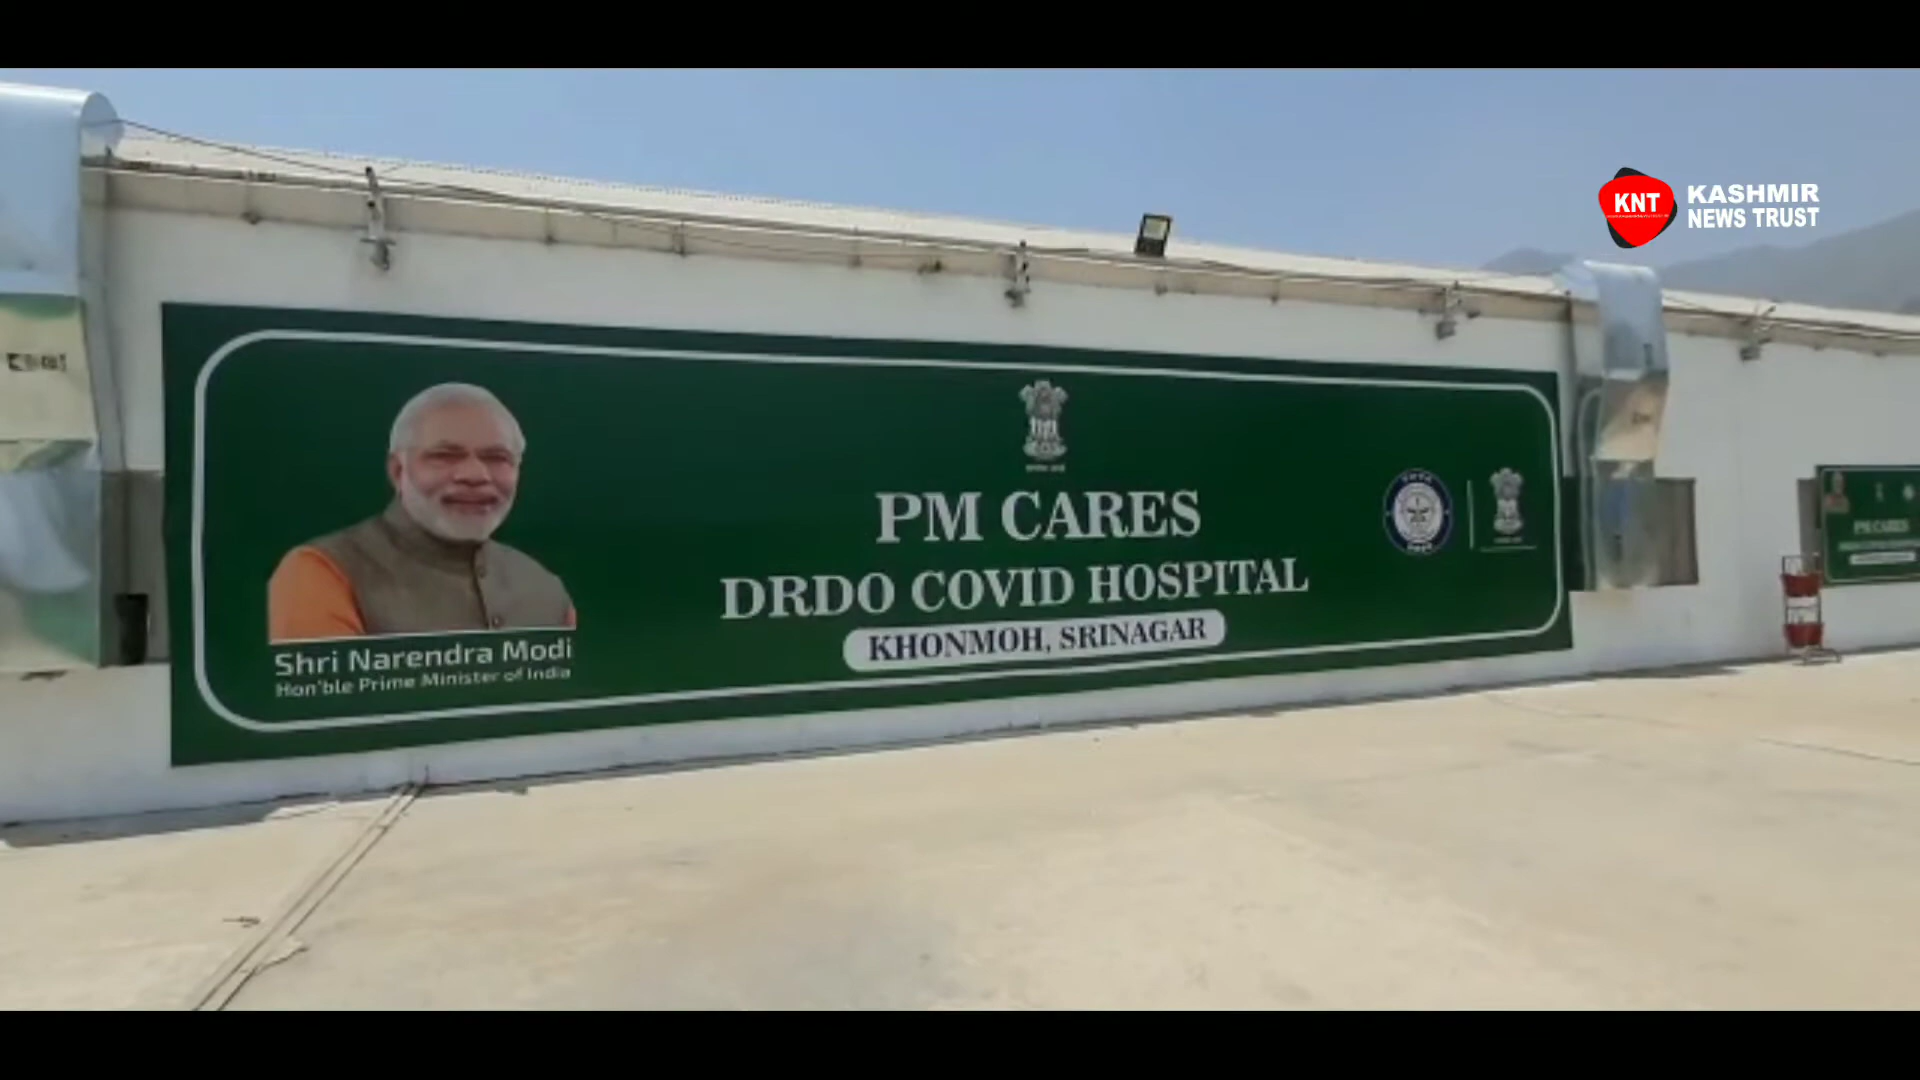 KNT
KASHMIR
NEWS TRUST
PM CARES
DRDO COVID HOSPITAL
KHONMOH, SRINAGAR
Shri Narendra Modi
Hon'ble Prime Minister of India
PM CARES